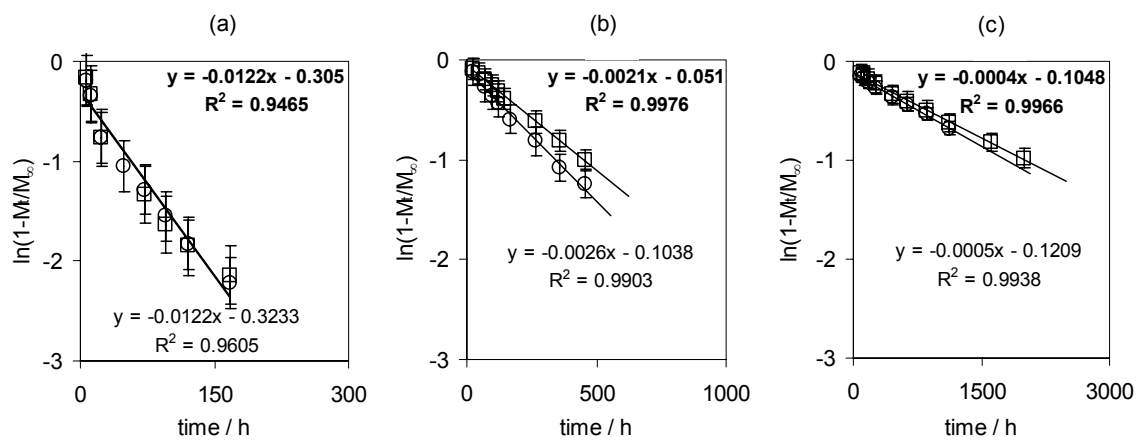 (a)
0
y = -0.0122x - 0.305
R² = 0.9465
-1
-2
y = -0.0122x - 0.3233
R² = 0.9605
-3
0 150 300
time / h
ln(1-Mt/M∞)
(b)
0
y = -0.0021x - 0.051
R² = 0.9976
-1
-2
y = -0.0026x - 0.1038
R² = 0.9903
-3
0 500 1000
time / h
ln(1-Mt/M∞)
(c)
0
y = -0.0004x - 0.1048
R² = 0.9966
-1
-2
y = -0.0005x - 0.1209
R² = 0.9938
-3
0 1500 3000
time / h
ln(1-Mt/M∞)